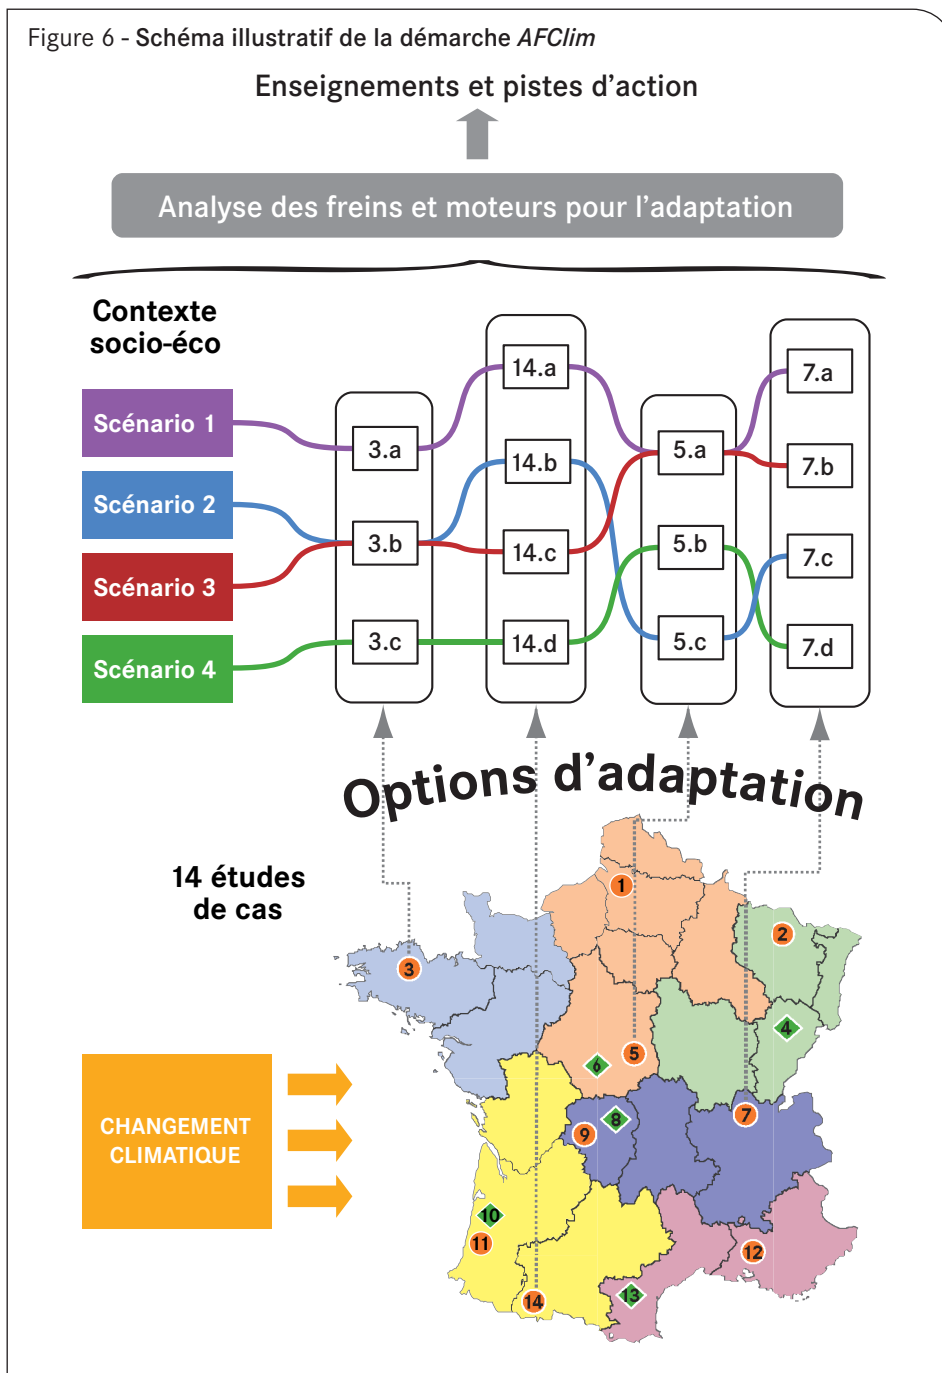 Figure 6 - Schéma illustratif de la démarche AFClim
Enseignements et pistes d'action
Analyse des freins et moteurs pour l'adaptation
Contexte
socio-éco
Scénario 1
Scénario 2
Scénario 3
Scénario 4
3.a
3.b
3.c
14.a
14.b
14.c
14.d
5.a
5.b
5.c
7.a
7.b
7.c
7.d
Options d'adaptation
14 études
de cas
CHANGEMENT
CLIMATIQUE
1
2
3
4
5
6
7
8
9
10
11
12
13
14